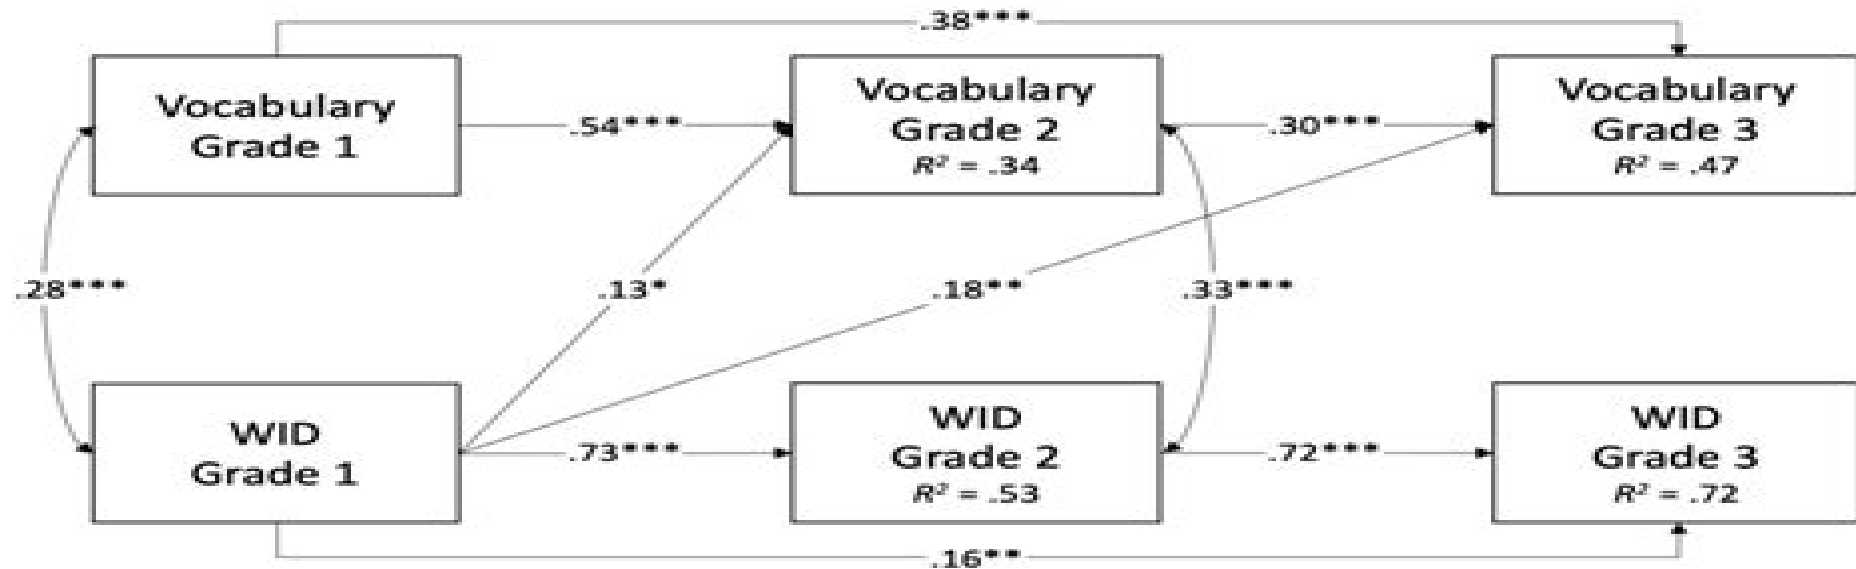 .38***
Vocabulary
Grade 1
.54***
Vocabulary
Grade 2
R² = .34
.30***
Vocabulary
Grade 3
R² = .47
.28***
.13*
.18**
.33***
WID
Grade 1
.73***
WID
Grade 2
R² = .53
.72***
WID
Grade 3
R² = .72
.16**